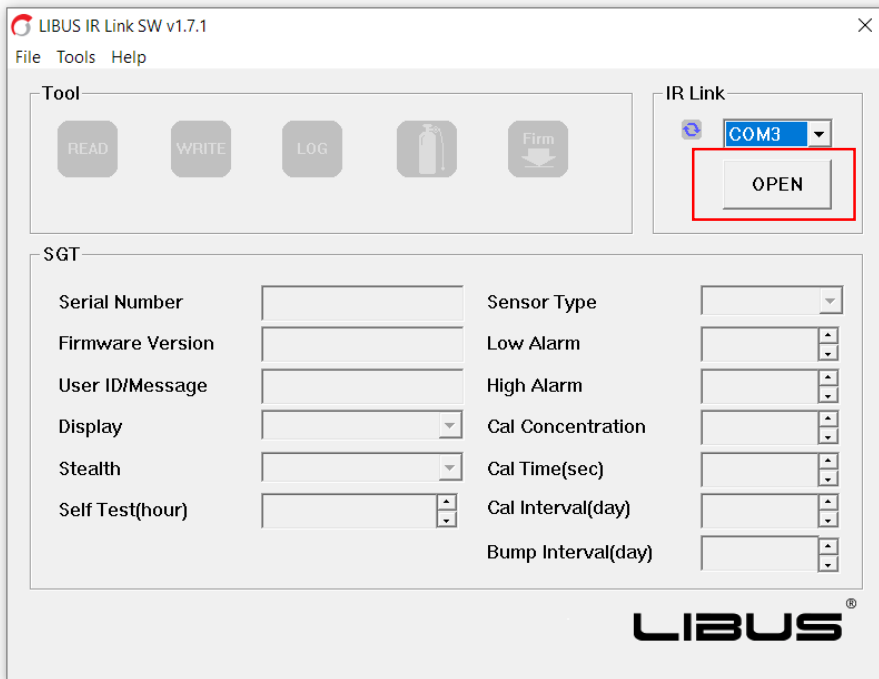 LIBUS IR Link SW v1.7.1
File Tools Help
Tool
READ WRITE LOG Firm
IR Link
COM3
OPEN
SGT
Serial Number
Firmware Version
User ID/Message
Display
Stealth
Self Test(hour)
Sensor Type
Low Alarm
High Alarm
Cal Concentration
Cal Time(sec)
Cal Interval(day)
Bump Interval(day)
LIBUS®